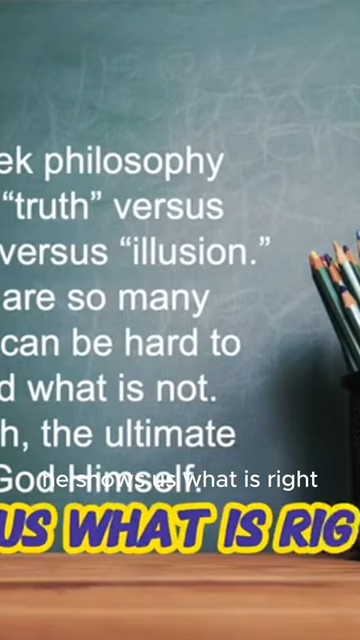 ek philosophy
“truth” versus
versus “illusion.”
are so many
can be hard to
d what is not.
h, the ultimate
God Himself.
he shows us what is right
US WHAT IS RIG